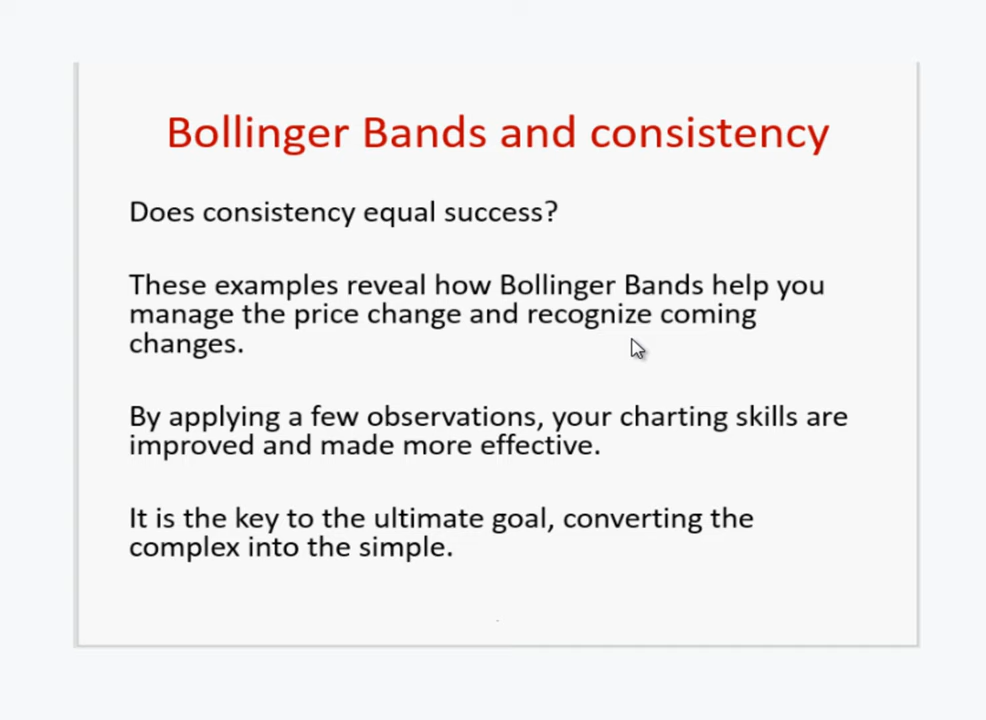 Bollinger Bands and consistency
Does consistency equal success?
These examples reveal how Bollinger Bands help you
manage the price change and recognize coming
changes.
By applying a few observations, your charting skills are
improved and made more effective.
It is the key to the ultimate goal, converting the
complex into the simple.